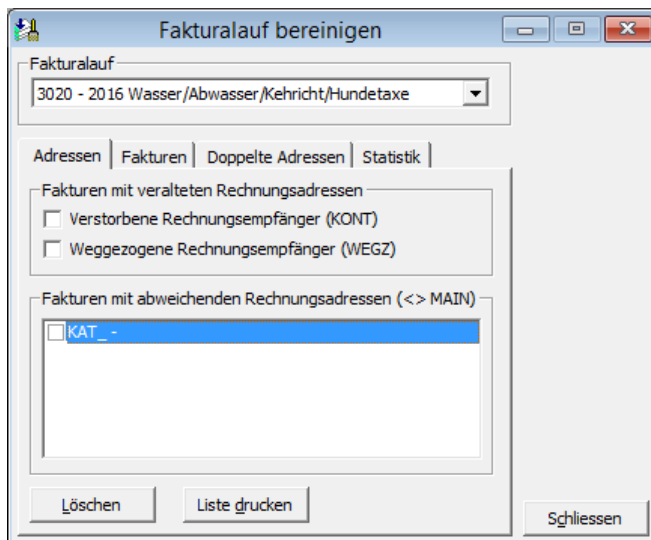 Fakturalauf bereinigen
Fakturalauf
3020 - 2016 Wasser/Abwasser/Kehricht/Hundetaxe
Adressen Fakturen Doppelte Adressen Statistik
Fakturen mit veralteten Rechnungsadressen
Verstorbene Rechnungsempfänger (KONT)
Weggezogene Rechnungsempfänger (WEGZ)
Fakturen mit abweichenden Rechnungsadressen (<> MAIN)
KAT_ -
Löschen Liste drucken
Schliessen